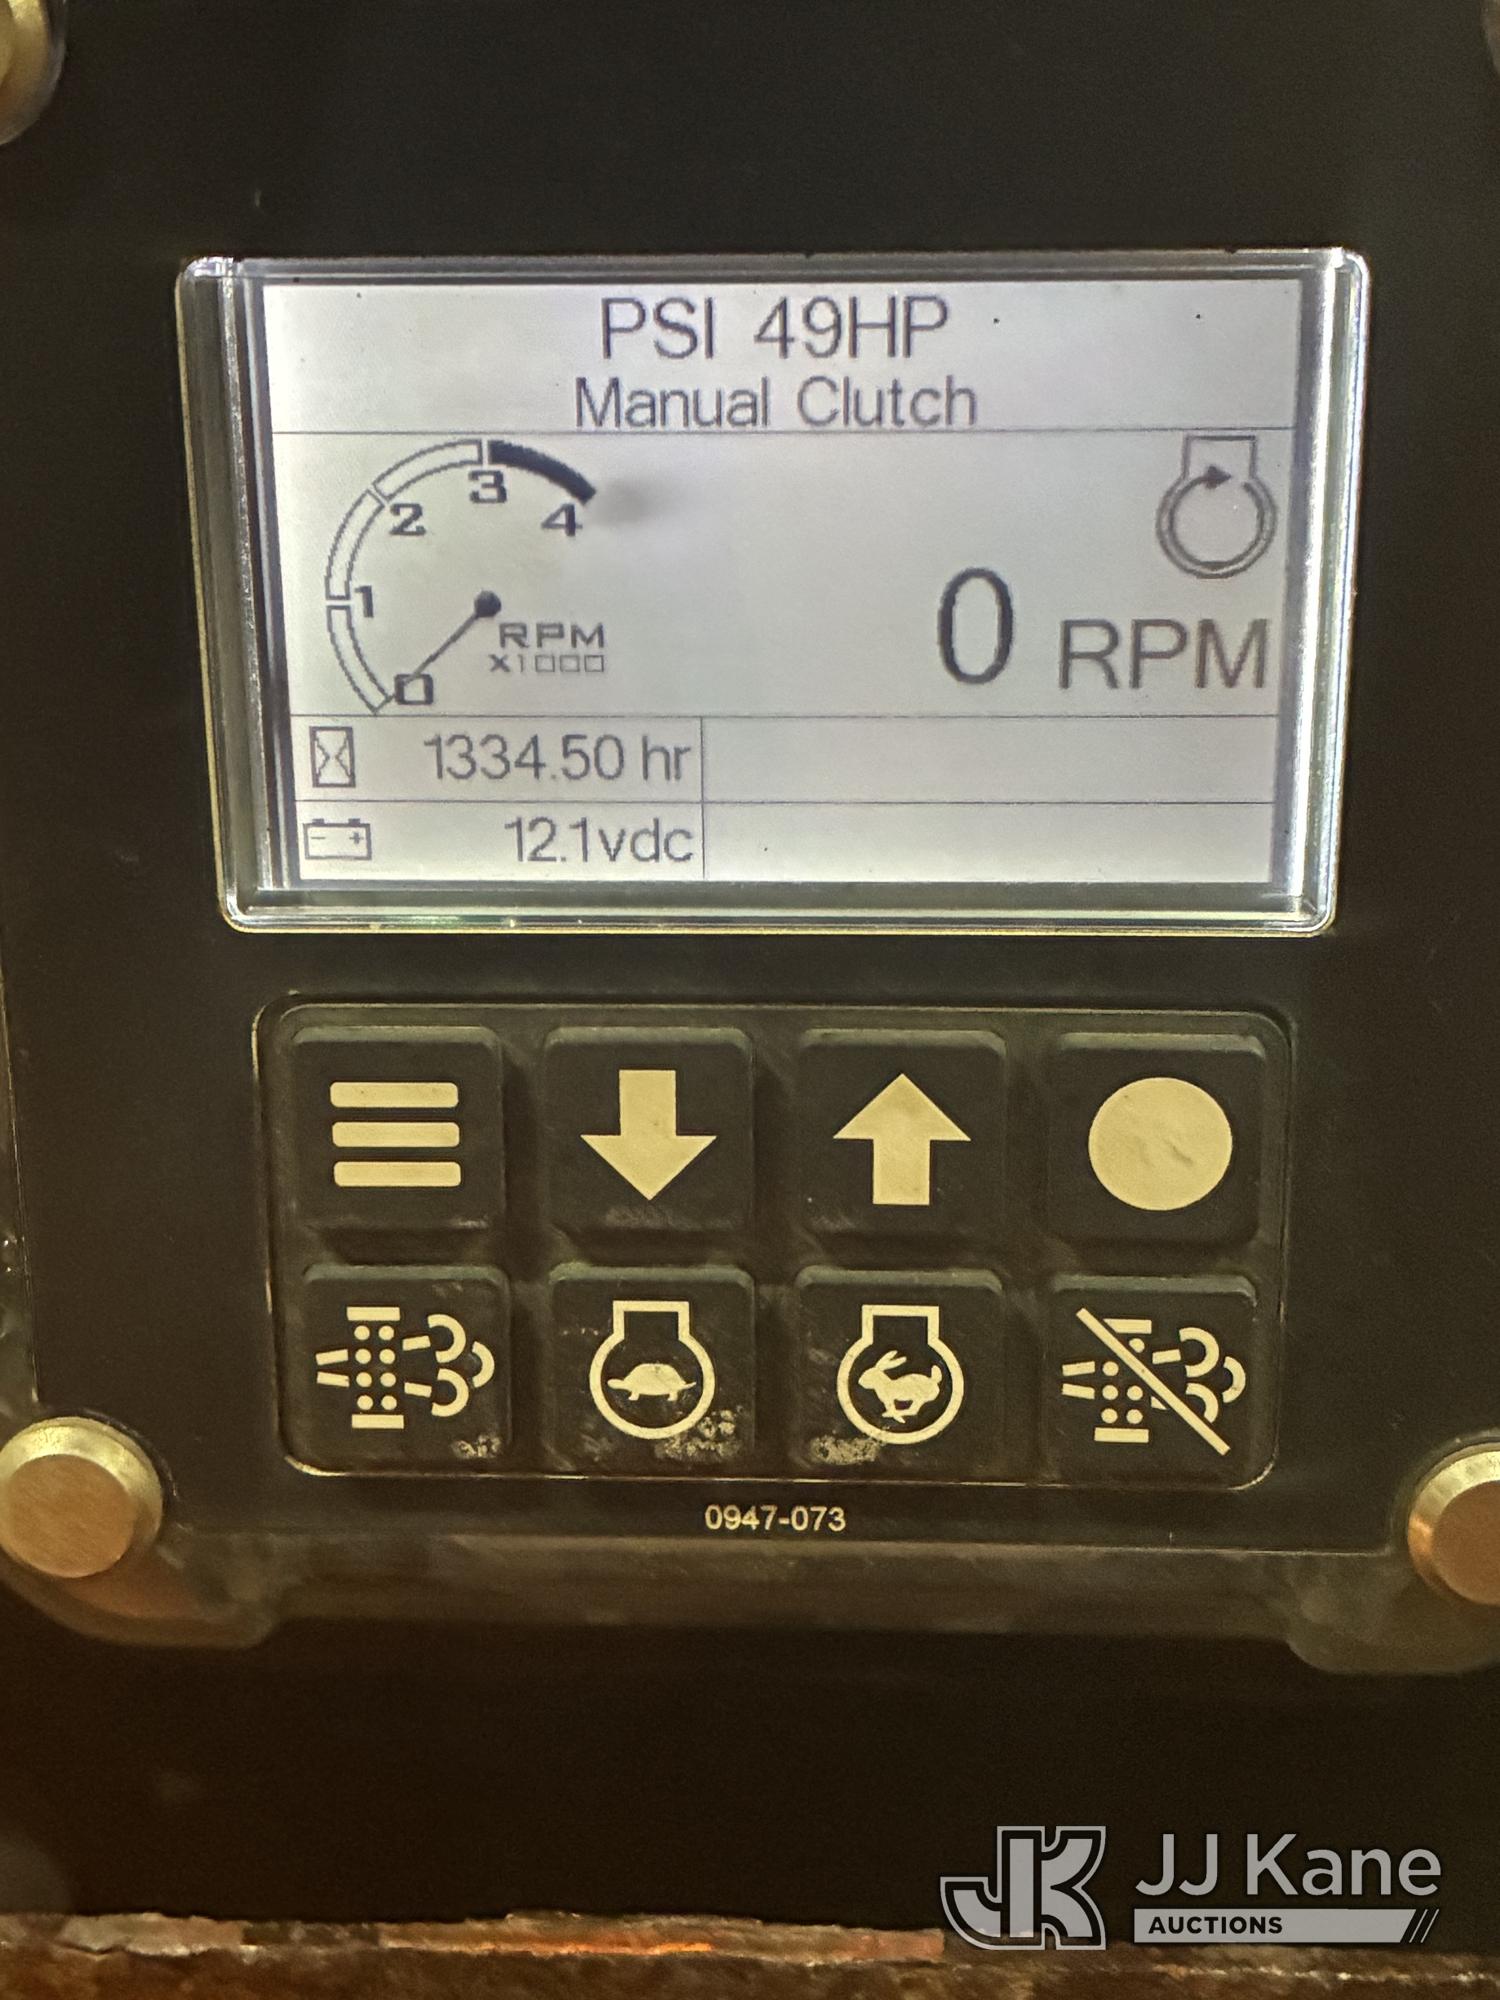 PSI 49HP
Manual Clutch
3
2
4
1
RPM
X1000
0
0 RPM
1334.50 hr
- +
12.1vdc
0947-073
JK JJ Kane
AUCTIONS